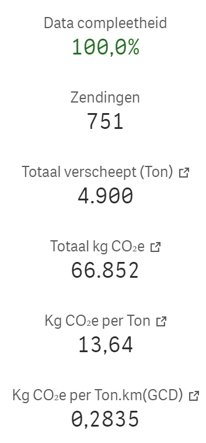 Data compleetheid
100,0%
Zendingen
751
Totaal verscheept (Ton)
4.900
Totaal kg CO₂e
66.852
Kg CO₂e per Ton
13,64
Kg CO₂e per Ton.km(GCD)
0,2835